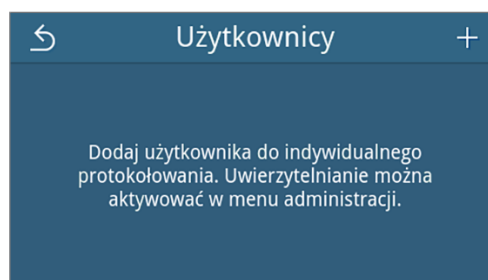 Użytkownicy
Dodaj użytkownika do indywidualnego
protokołowania. Uwierzytelnianie można
aktywować w menu administracji.